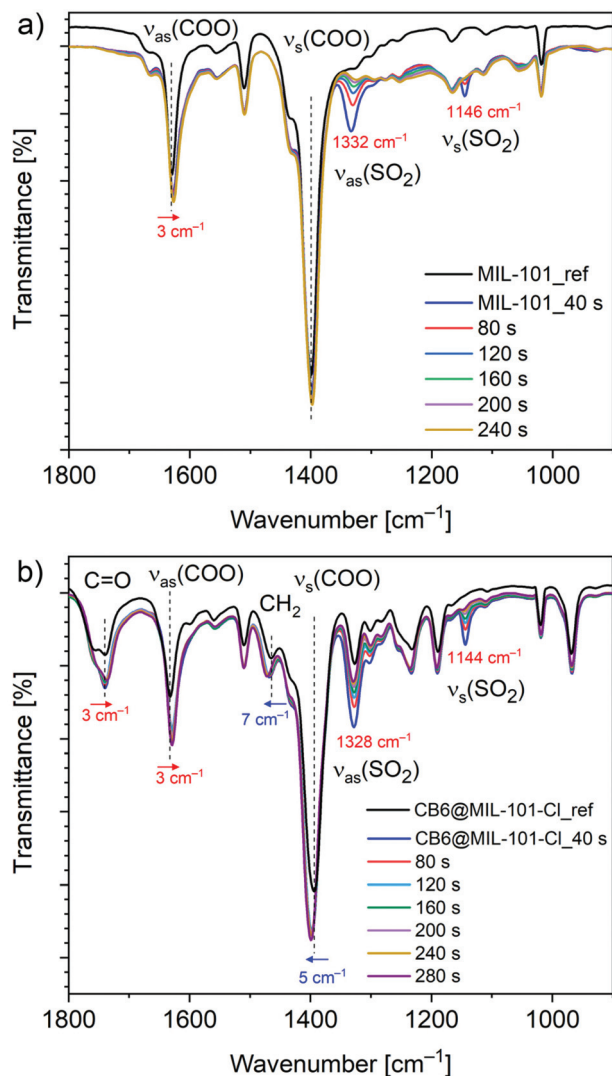 a)
νas(COO)
νs(COO)
1332 cm⁻¹
νas(SO₂)
1146 cm⁻¹
νs(SO₂)
3 cm⁻¹
Transmittance [%]
MIL-101_ref
MIL-101_40 s
80 s
120 s
160 s
200 s
240 s
1800 1600 1400 1200 1000
Wavenumber [cm⁻¹]
b)
C=O
νas(COO)
CH₂
νs(COO)
3 cm⁻¹
3 cm⁻¹
7 cm⁻¹
1328 cm⁻¹
νas(SO₂)
1144 cm⁻¹
νs(SO₂)
5 cm⁻¹
Transmittance [%]
CB6@MIL-101-Cl_ref
CB6@MIL-101-Cl_40 s
80 s
120 s
160 s
200 s
240 s
280 s
1800 1600 1400 1200 1000
Wavenumber [cm⁻¹]